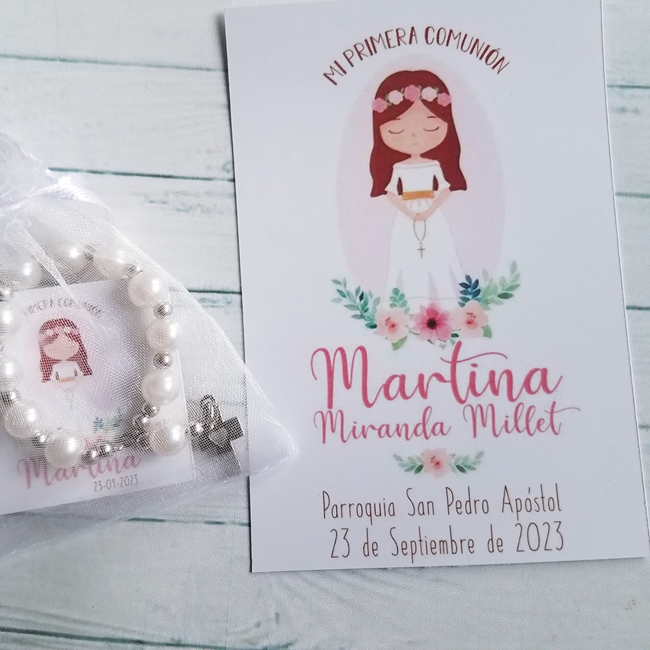 MI PRIMERA COMUNIÓN
Martina
Miranda Millet
Parroquia San Pedro Apóstol
23 de Septiembre de 2023
PRIMERA COMUNIÓN
Martina
23-09-2023